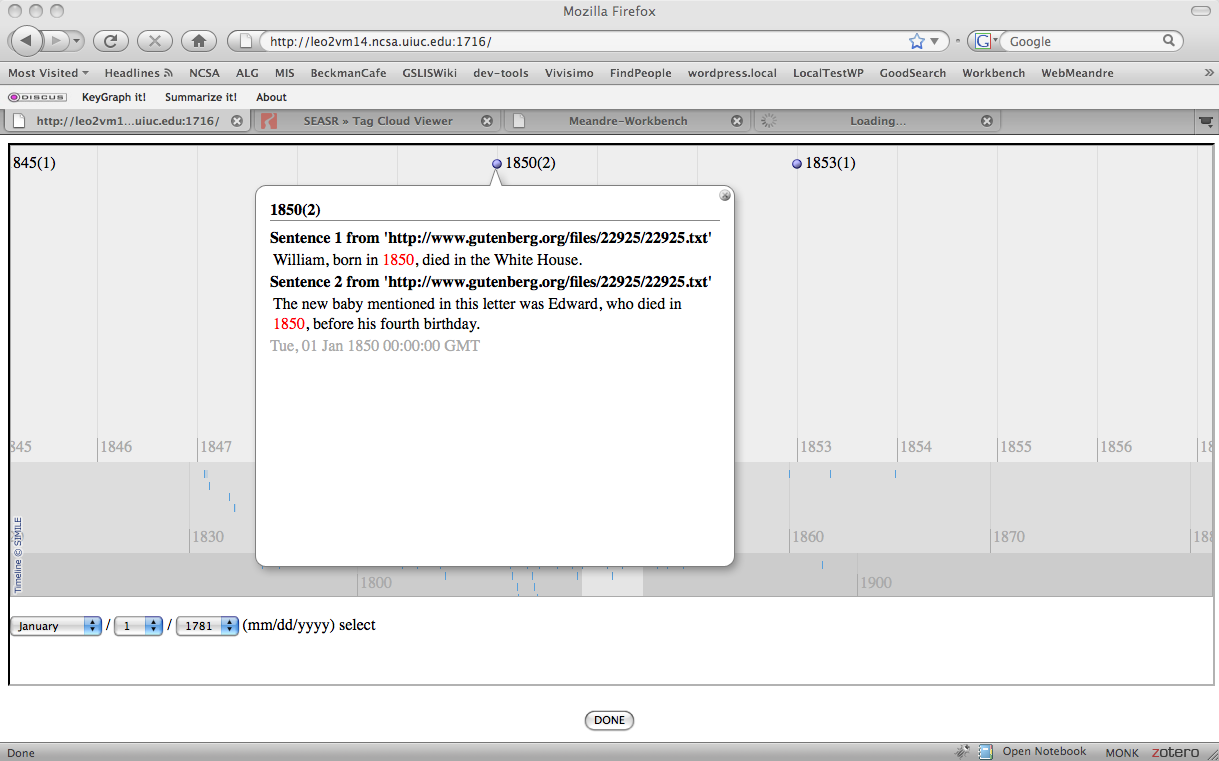 Mozilla Firefox
http://leo2vm14.ncsa.uiuc.edu:1716/
G Google
Most Visited Headlines NCSA ALG MIS BeckmanCafe GSLISWiki dev-tools Vivisimo FindPeople wordpress.local LocalTestWP GoodSearch Workbench WebMeandre »
DISCUS KeyGraph it! Summarize it! About
http://leo2vm1...uiuc.edu:1716/ SEASR » Tag Cloud Viewer Meandre-Workbench Loading...
845(1) 1850(2) 1853(1)
1850(2)
Sentence 1 from 'http://www.gutenberg.org/files/22925/22925.txt'
William, born in 1850, died in the White House.
Sentence 2 from 'http://www.gutenberg.org/files/22925/22925.txt'
The new baby mentioned in this letter was Edward, who died in
1850, before his fourth birthday.
Tue, 01 Jan 1850 00:00:00 GMT
845 1846 1847 1853 1854 1855 1856 18
1830 1860 1870 188
Timeline © SIMILE
1800 1900
January / 1 / 1781 (mm/dd/yyyy) select
DONE
Done Open Notebook MONK zotero